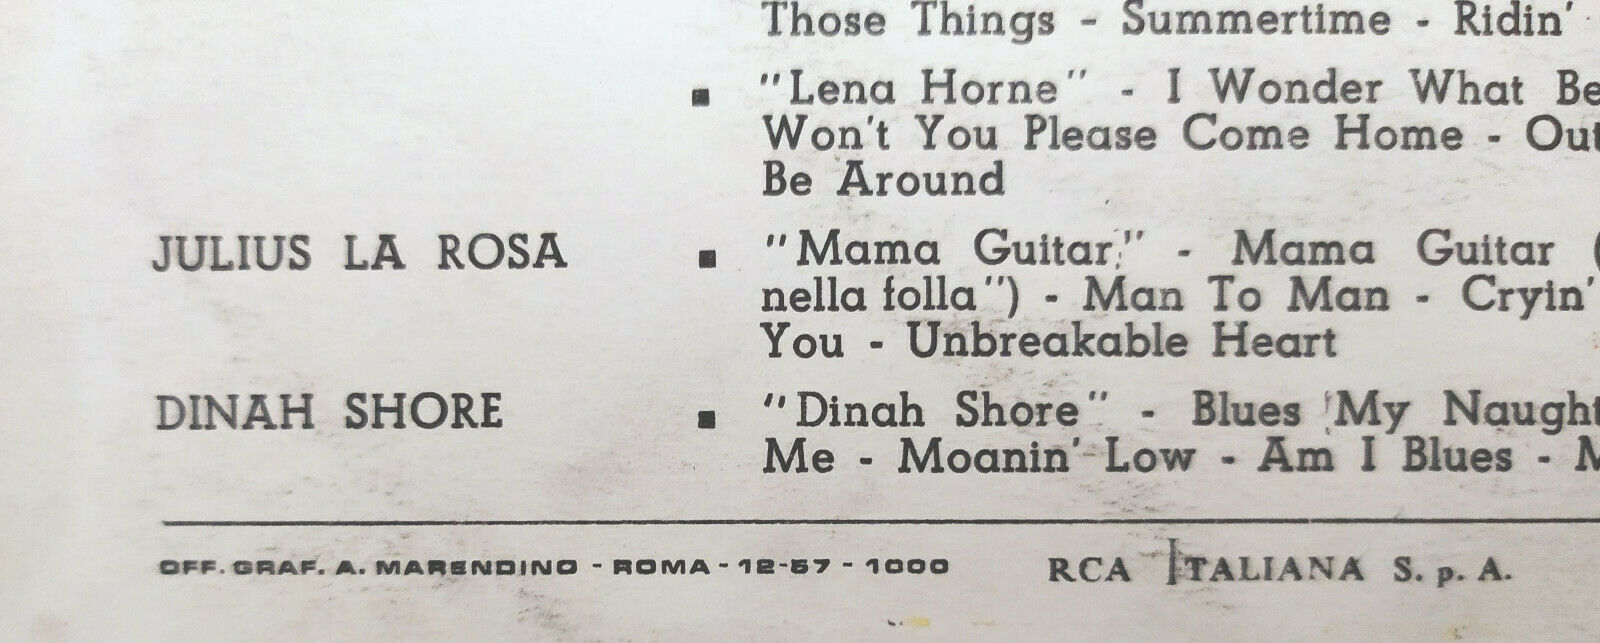 Those Things - Summertime - Ridin'
■ "Lena Horne" - I Wonder What Be
Won't You Please Come Home - Out
Be Around
JULIUS LA ROSA ■ "Mama Guitar" - Mama Guitar (
nella folla") - Man To Man - Cryin'
You - Unbreakable Heart
DINAH SHORE ■ "Dinah Shore" - Blues My Naught
Me - Moanin' Low - Am I Blues - M
OFF. GRAF. A. MARENDINO - ROMA - 12-57 - 1000 RCA ITALIANA S. p. A.